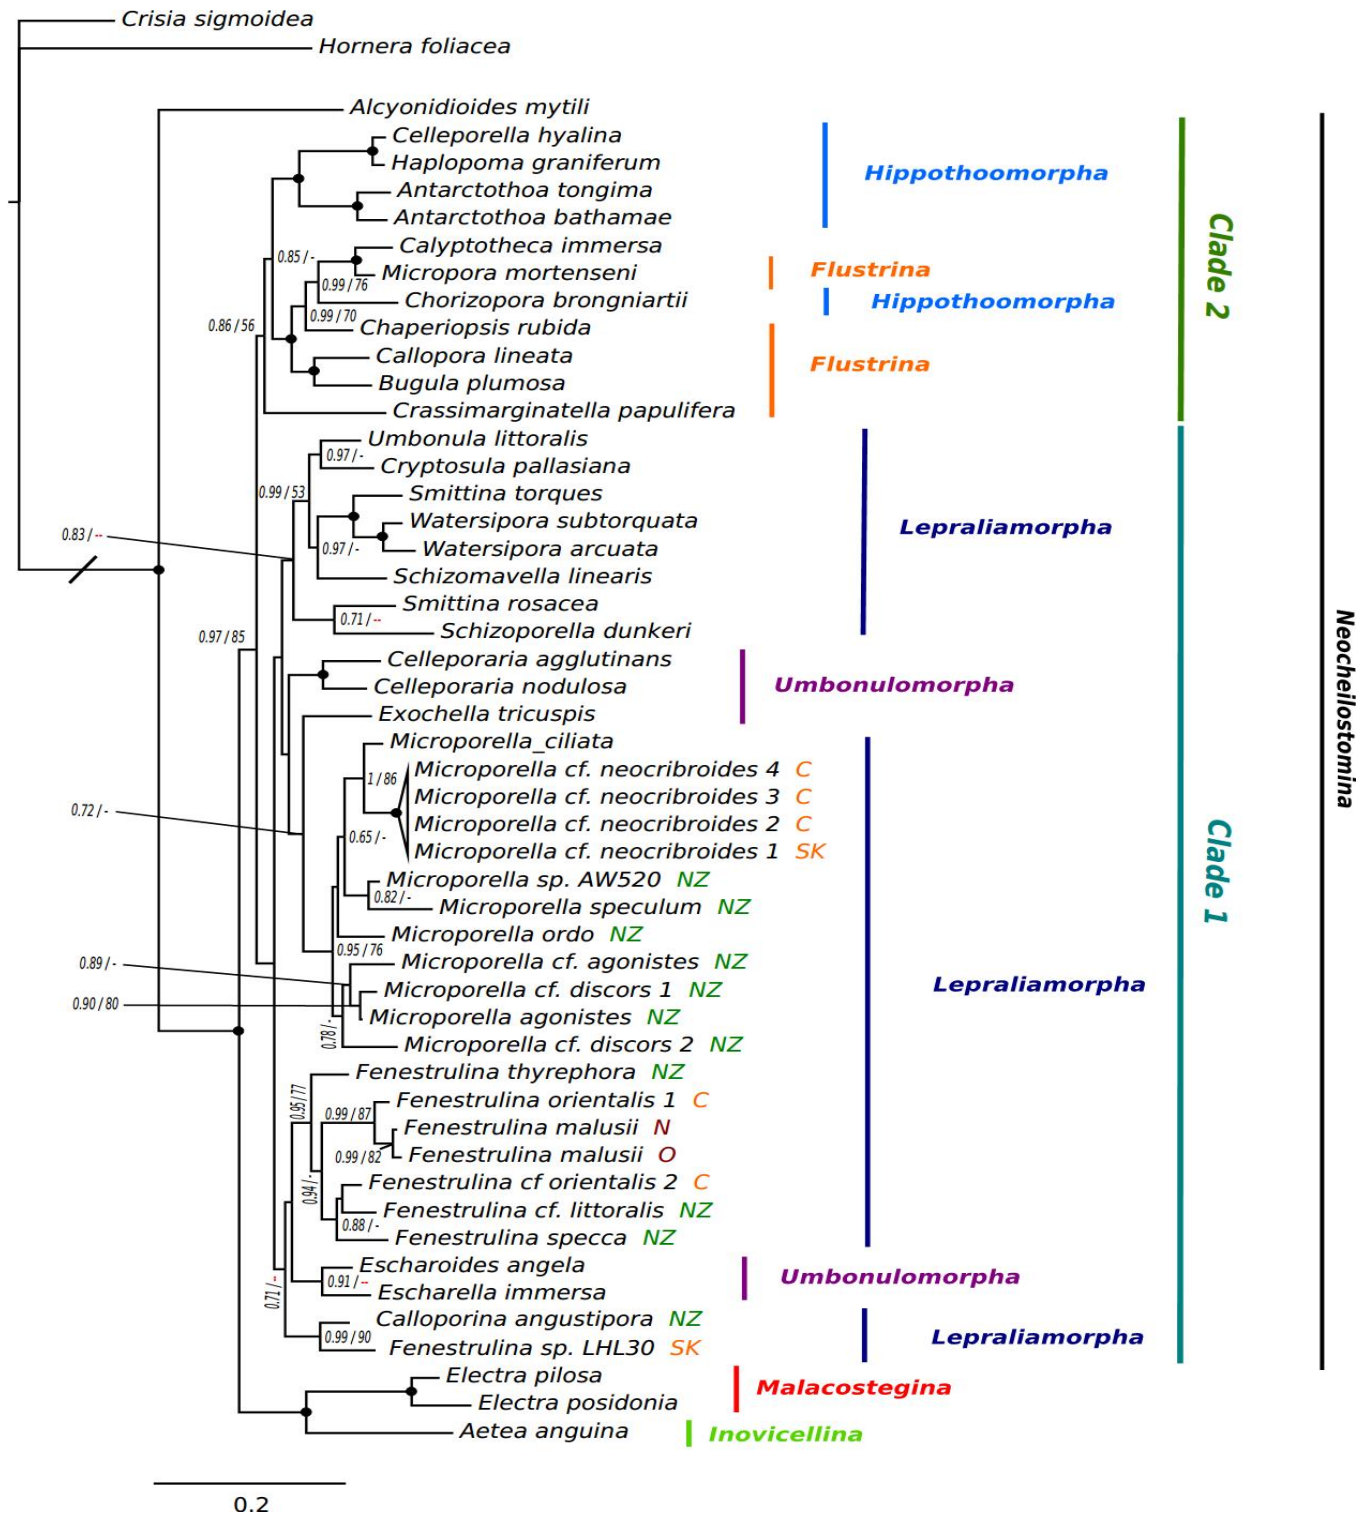 Crisia sigmoidea
Hornera foliacea
Alcyonidioides mytili
Celleporella hyalina
Haplopoma graniferum
Hippothoomorpha
Antarctothoa tongima
Antarctothoa bathamae
Calyptotheca immersa
0.85 / -
Micropora mortenseni
Flustrina
0.99 / 76
Chorizopora brongniartii
Hippothoomorpha
Clade 2
0.99 / 70
Chaperiopsis rubida
0.86 / 56
Callopora lineata
Flustrina
Bugula plumosa
Crassimarginatella papulifera
Umbonula littoralis
0.97 / -
Cryptosula pallasiana
0.99 / 53
Smittina torques
Watersipora subtorquata
Lepraliamorpha
0.83 / --
0.97 / -
Watersipora arcuata
Schizomavella linearis
Smittina rosacea
0.71 / --
Schizoporella dunkeri
0.97 / 85
Celleporaria agglutinans
Celleporaria nodulosa
Umbonulomorpha
Exochella tricuspis
Neocheilostomina
Microporella_ciliata
Microporella cf. neocribroides 4 C
1 / 86
Microporella cf. neocribroides 3 C
0.72 / -
Microporella cf. neocribroides 2 C
0.65 / -
Microporella cf. neocribroides 1 SK
Clade 1
Microporella sp. AW520 NZ
0.82 / -
Microporella speculum NZ
Microporella ordo NZ
0.95 / 76
0.89 / -
Microporella cf. agonistes NZ
Lepraliamorpha
Microporella cf. discors 1 NZ
0.90 / 80
Microporella agonistes NZ
0.78 / -
Microporella cf. discors 2 NZ
Fenestrulina thyrephora NZ
0.95 / 77
Fenestrulina orientalis 1 C
0.99 / 87
Fenestrulina malusii N
0.99 / 82
Fenestrulina malusii O
0.94 / -
Fenestrulina cf orientalis 2 C
Fenestrulina cf. littoralis NZ
0.88 / -
Fenestrulina specca NZ
Escharoides angela
0.91 / --
Umbonulomorpha
Escharella immersa
0.71 / --
Calloporina angustipora NZ
0.99 / 90
Lepraliamorpha
Fenestrulina sp. LHL30 SK
Electra pilosa
Malacostegina
Electra posidonia
Aetea anguina
Inovicellina
0.2